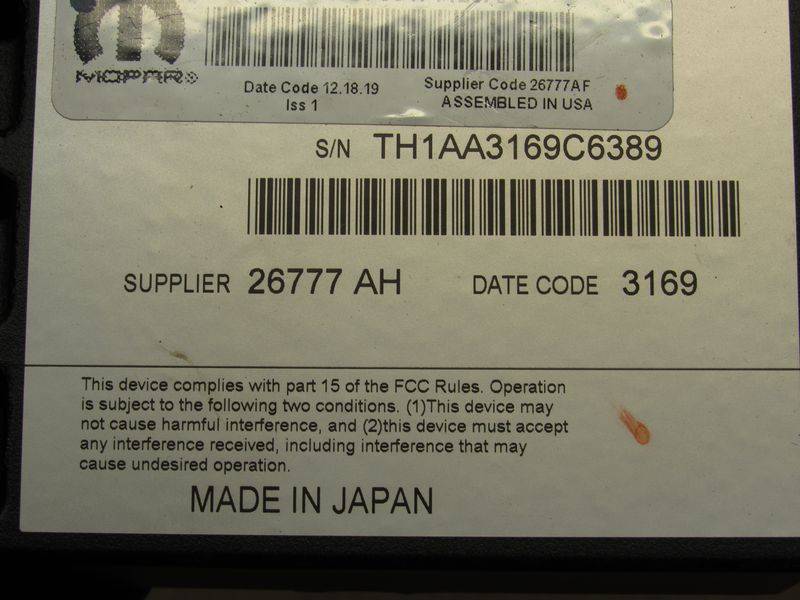 MOPAR®
Date Code 12.18.19
Supplier Code 26777AF
Iss 1
ASSEMBLED IN USA
S/N TH1AA3169C6389
SUPPLIER 26777 AH DATE CODE 3169
This device complies with part 15 of the FCC Rules. Operation
is subject to the following two conditions. (1)This device may
not cause harmful interference, and (2)this device must accept
any interference received, including interference that may
cause undesired operation.
MADE IN JAPAN